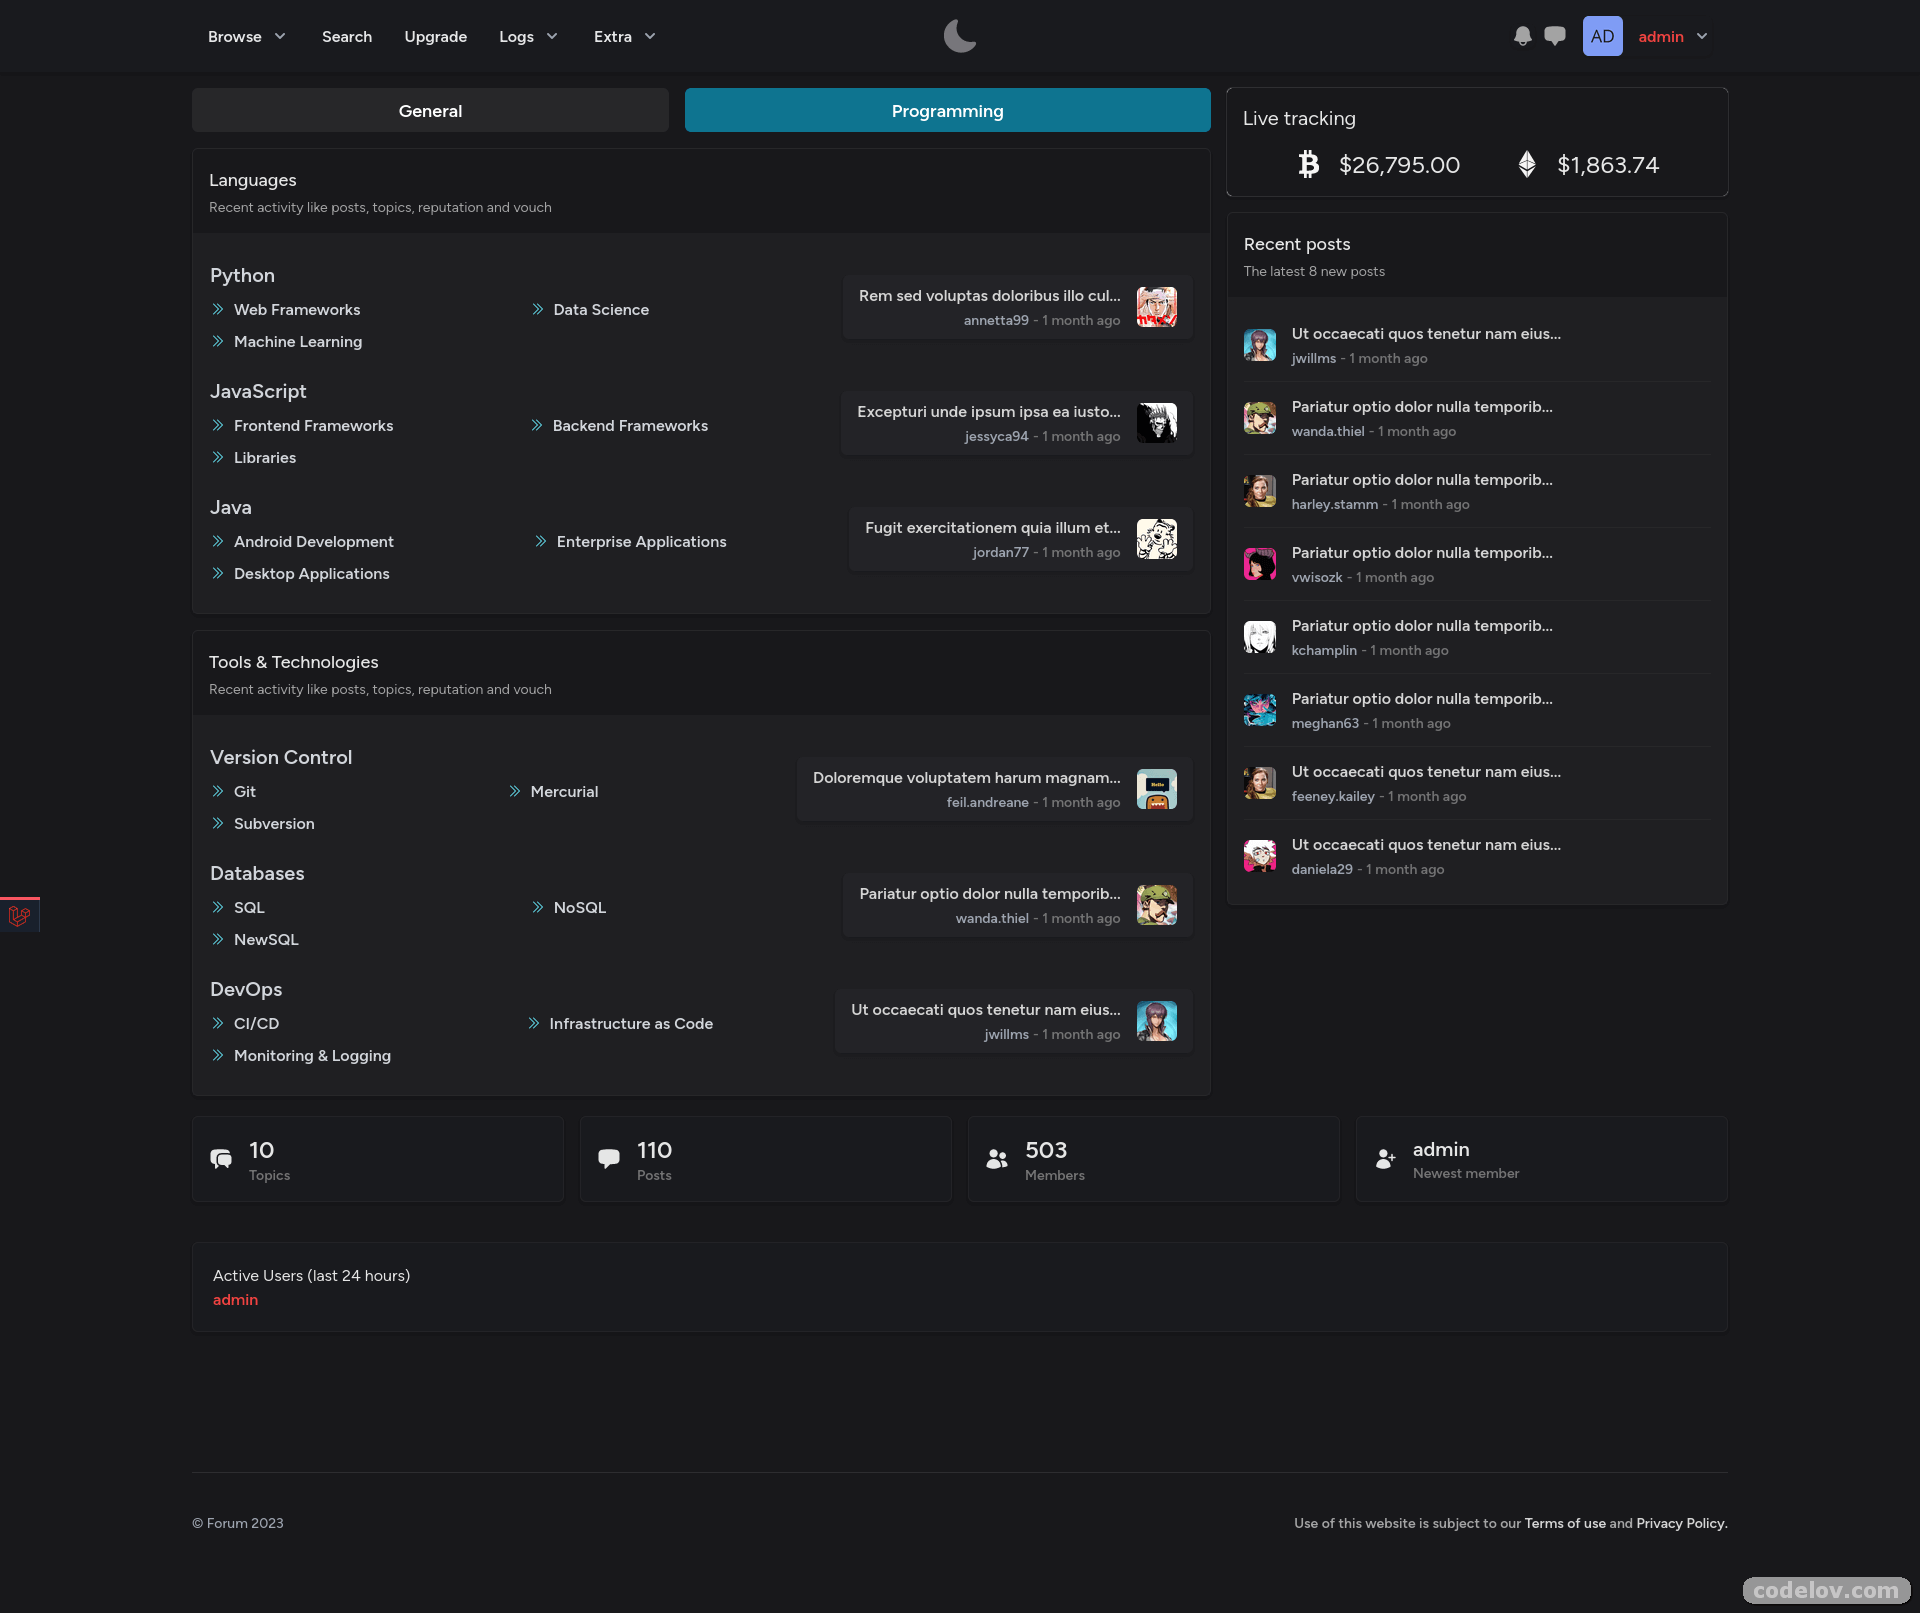 Browse
Search
Upgrade
Logs
Extra
AD
admin
General
Programming
Live tracking
$26,795.00
$1,863.74
Languages
Recent activity like posts, topics, reputation and vouch
Python
Web Frameworks
Data Science
Machine Learning
Rem sed voluptas doloribus illo cul...
annetta99 - 1 month ago
JavaScript
Frontend Frameworks
Backend Frameworks
Libraries
Excepturi unde ipsum ipsa ea iusto...
jessyca94 - 1 month ago
Java
Android Development
Enterprise Applications
Desktop Applications
Fugit exercitationem quia illum et...
jordan77 - 1 month ago
Tools & Technologies
Recent activity like posts, topics, reputation and vouch
Version Control
Git
Mercurial
Subversion
Doloremque voluptatem harum magnam...
feil.andreane - 1 month ago
Hello
Databases
SQL
NoSQL
NewSQL
Pariatur optio dolor nulla temporib...
wanda.thiel - 1 month ago
DevOps
CI/CD
Infrastructure as Code
Monitoring & Logging
Ut occaecati quos tenetur nam eius...
jwillms - 1 month ago
Recent posts
The latest 8 new posts
Ut occaecati quos tenetur nam eius...
jwillms - 1 month ago
Pariatur optio dolor nulla temporib...
wanda.thiel - 1 month ago
Pariatur optio dolor nulla temporib...
harley.stamm - 1 month ago
Pariatur optio dolor nulla temporib...
vwisozk - 1 month ago
Pariatur optio dolor nulla temporib...
kchamplin - 1 month ago
Pariatur optio dolor nulla temporib...
meghan63 - 1 month ago
Ut occaecati quos tenetur nam eius...
feeney.kailey - 1 month ago
Ut occaecati quos tenetur nam eius...
daniela29 - 1 month ago
10
Topics
110
Posts
503
Members
admin
Newest member
Active Users (last 24 hours)
admin
© Forum 2023
Use of this website is subject to our Terms of use and Privacy Policy.
codelov.com